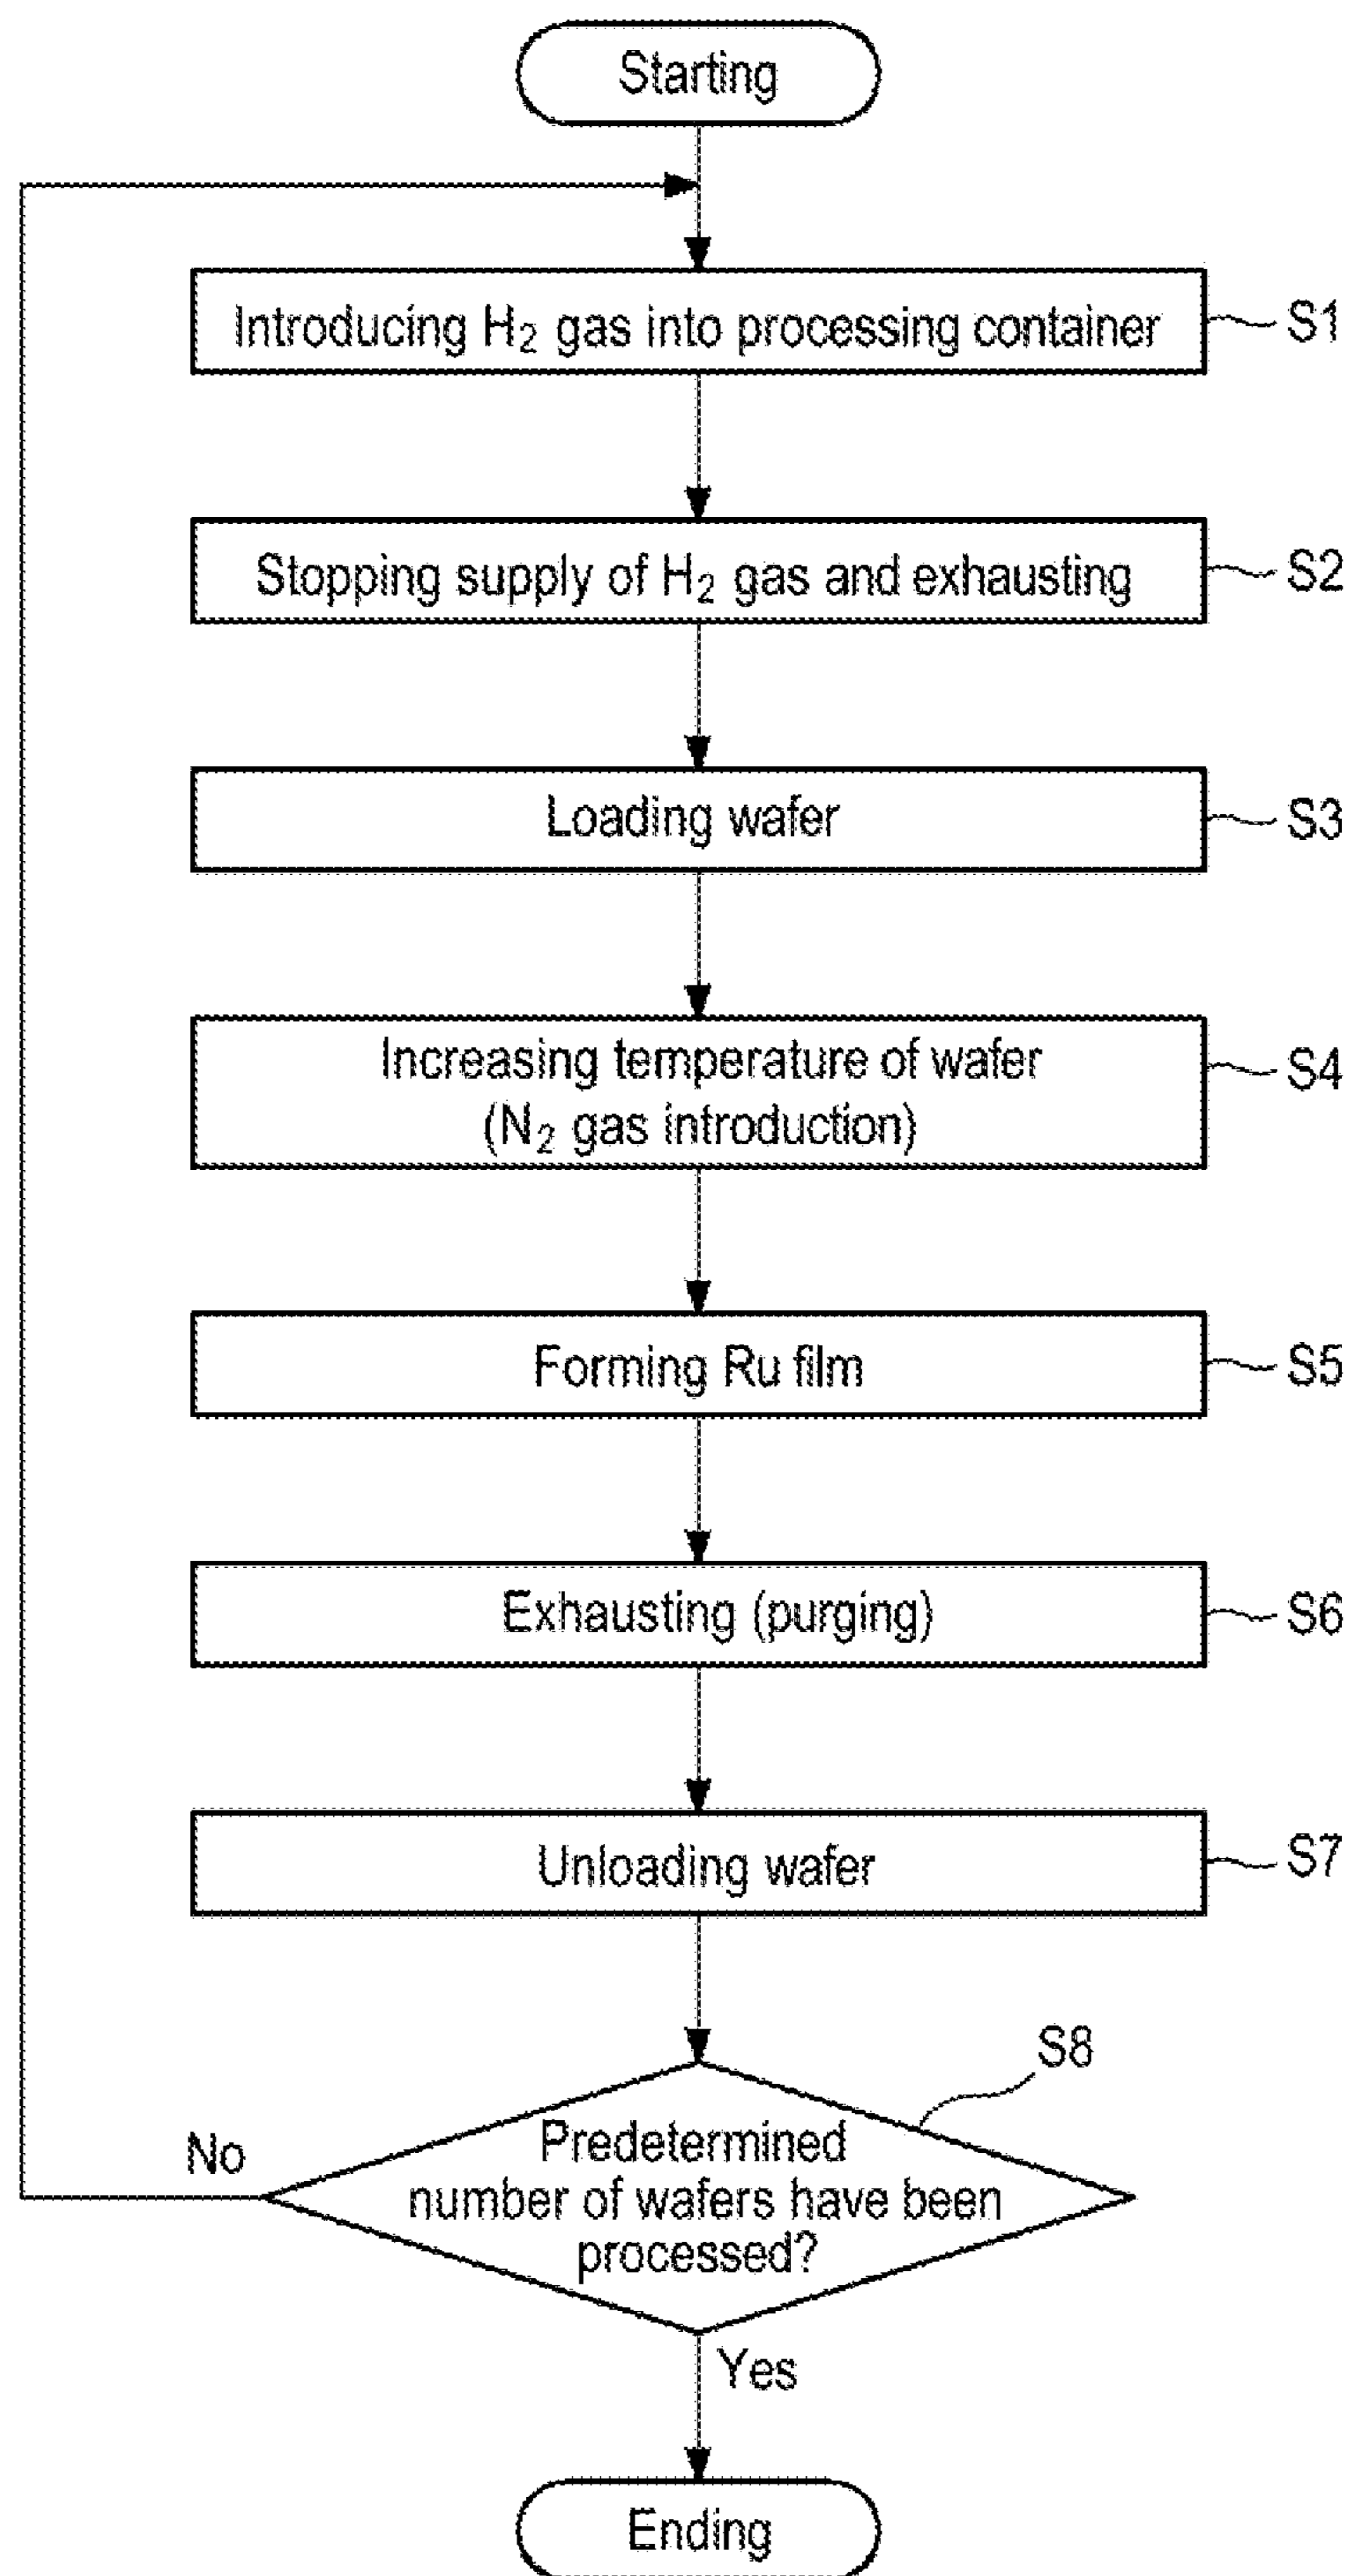 Starting
Introducing H₂ gas into processing container
S1
Stopping supply of H₂ gas and exhausting
S2
Loading wafer
S3
Increasing temperature of wafer
(N₂ gas introduction)
S4
Forming Ru film
S5
Exhausting (purging)
S6
Unloading wafer
S7
S8
Predetermined
number of wafers have been
processed?
No
Yes
Ending